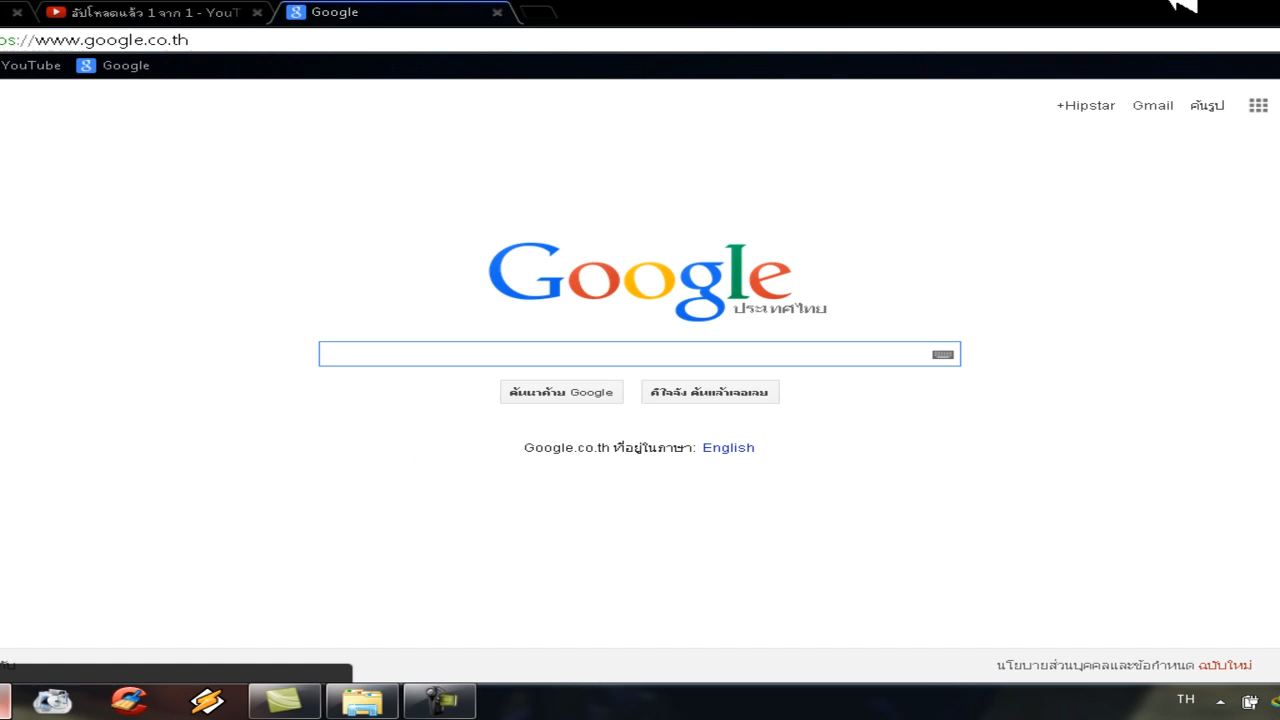 อัปโหลดแล้ว 1 จาก 1 - YouT
Google
os://www.google.co.th
YouTube
Google
+Hipstar Gmail ค้นรูป
Google
ประเทศไทย
ค้นหาด้วย Google
ดีใจจัง ค้นแล้วเจอเลย
Google.co.th ที่อยู่ในภาษา: English
นโยบายส่วนบุคคลและข้อกำหนด ฉบับใหม่
TH